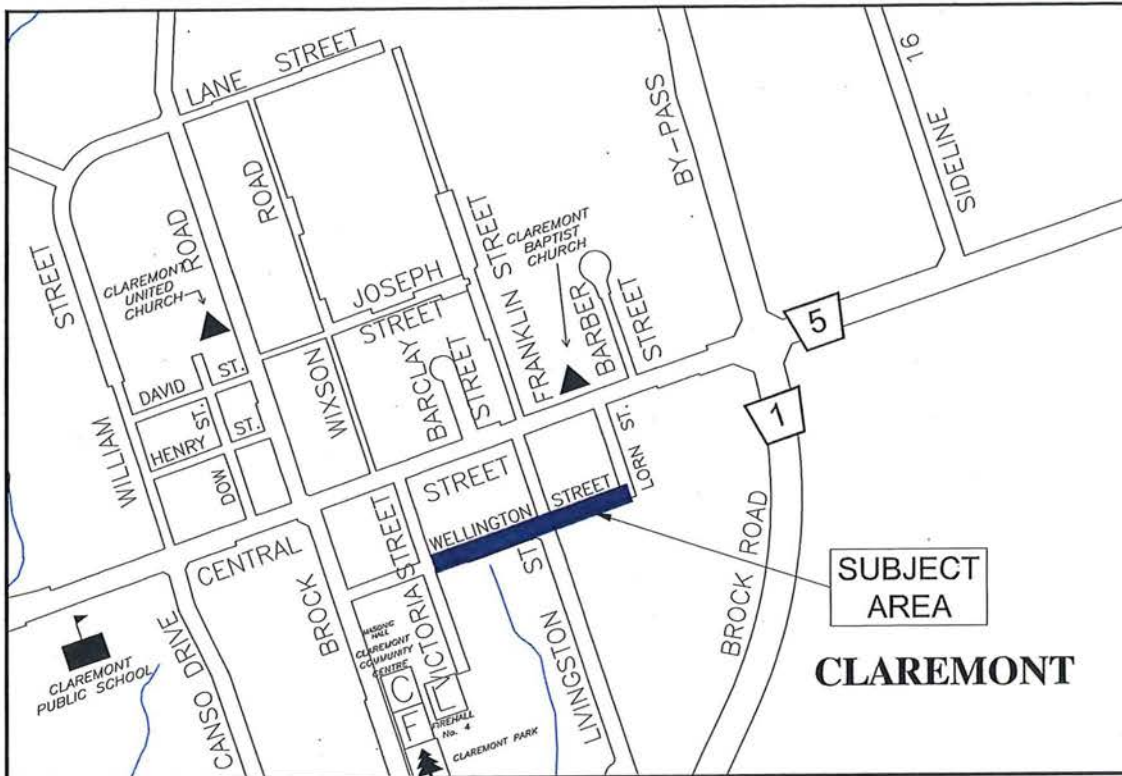 LANE STREET
16
SIDELINE
BY-PASS
ROAD
ROAD
STREET
CLAREMONT
UNITED
CHURCH
CLAREMONT
BAPTIST
CHURCH
JOSEPH
STREET
FRANKLIN STREET
BARBER
STREET
5
1
DAVID ST.
HENRY ST.
DOW
ST.
WILLIAM
WIXSON
BARCLAY
STREET
LORN ST.
CENTRAL
STREET
WELLINGTON STREET
BROCK
VICTORIA
STREET
LIVINGSTON
ST.
BROCK ROAD
SUBJECT
AREA
CLAREMONT
CLAREMONT
PUBLIC SCHOOL
CANSO DRIVE
MASONIC
HALL
CLAREMONT
COMMUNITY
CENTRE
F
C
FIREHALL
No. 4
CLAREMONT PARK